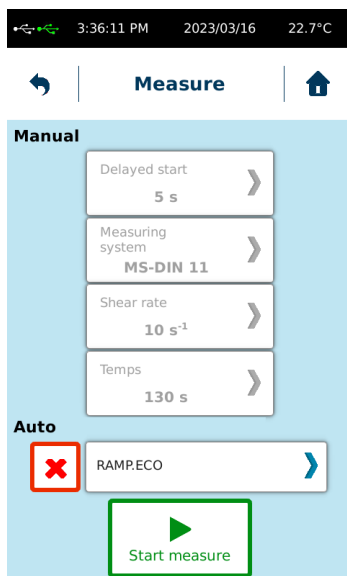 3:36:11 PM 2023/03/16 22.7°C
Measure
Manual
Delayed start
5 s
Measuring
system
MS-DIN 11
Shear rate
10 s⁻¹
Temps
130 s
Auto
RAMP.ECO
Start measure